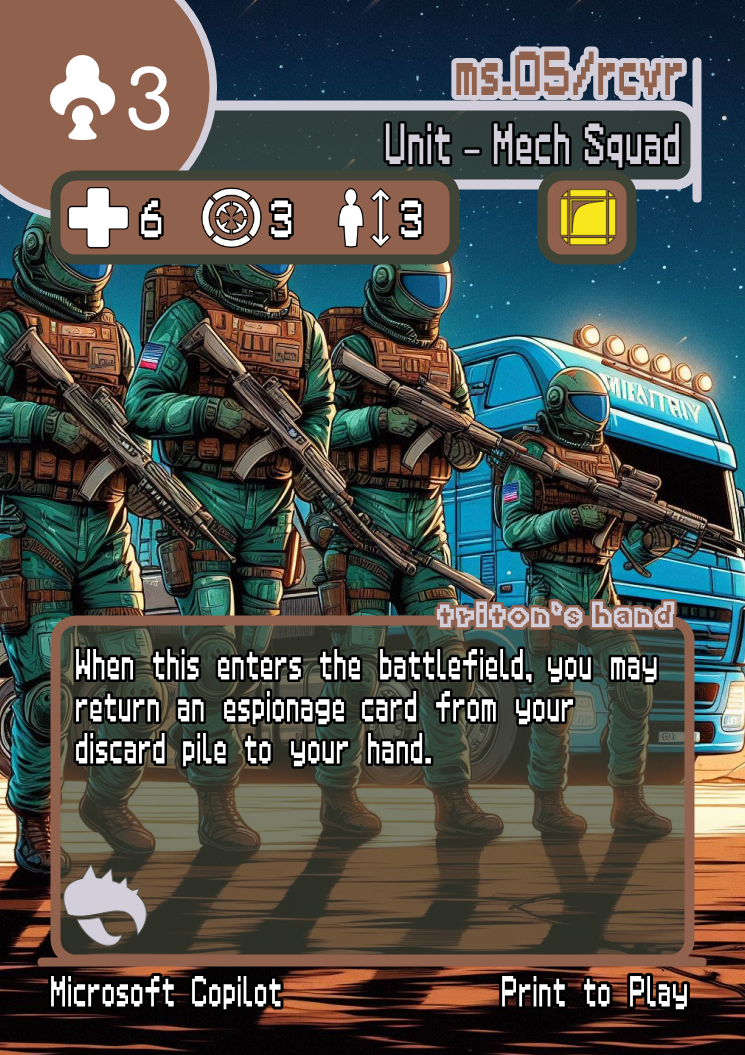 3
ms.05/rcvr
Unit - Mech Squad
6 3 3
triton's hand
When this enters the battlefield, you may
return an espionage card from your
discard pile to your hand.
Microsoft Copilot
Print to Play